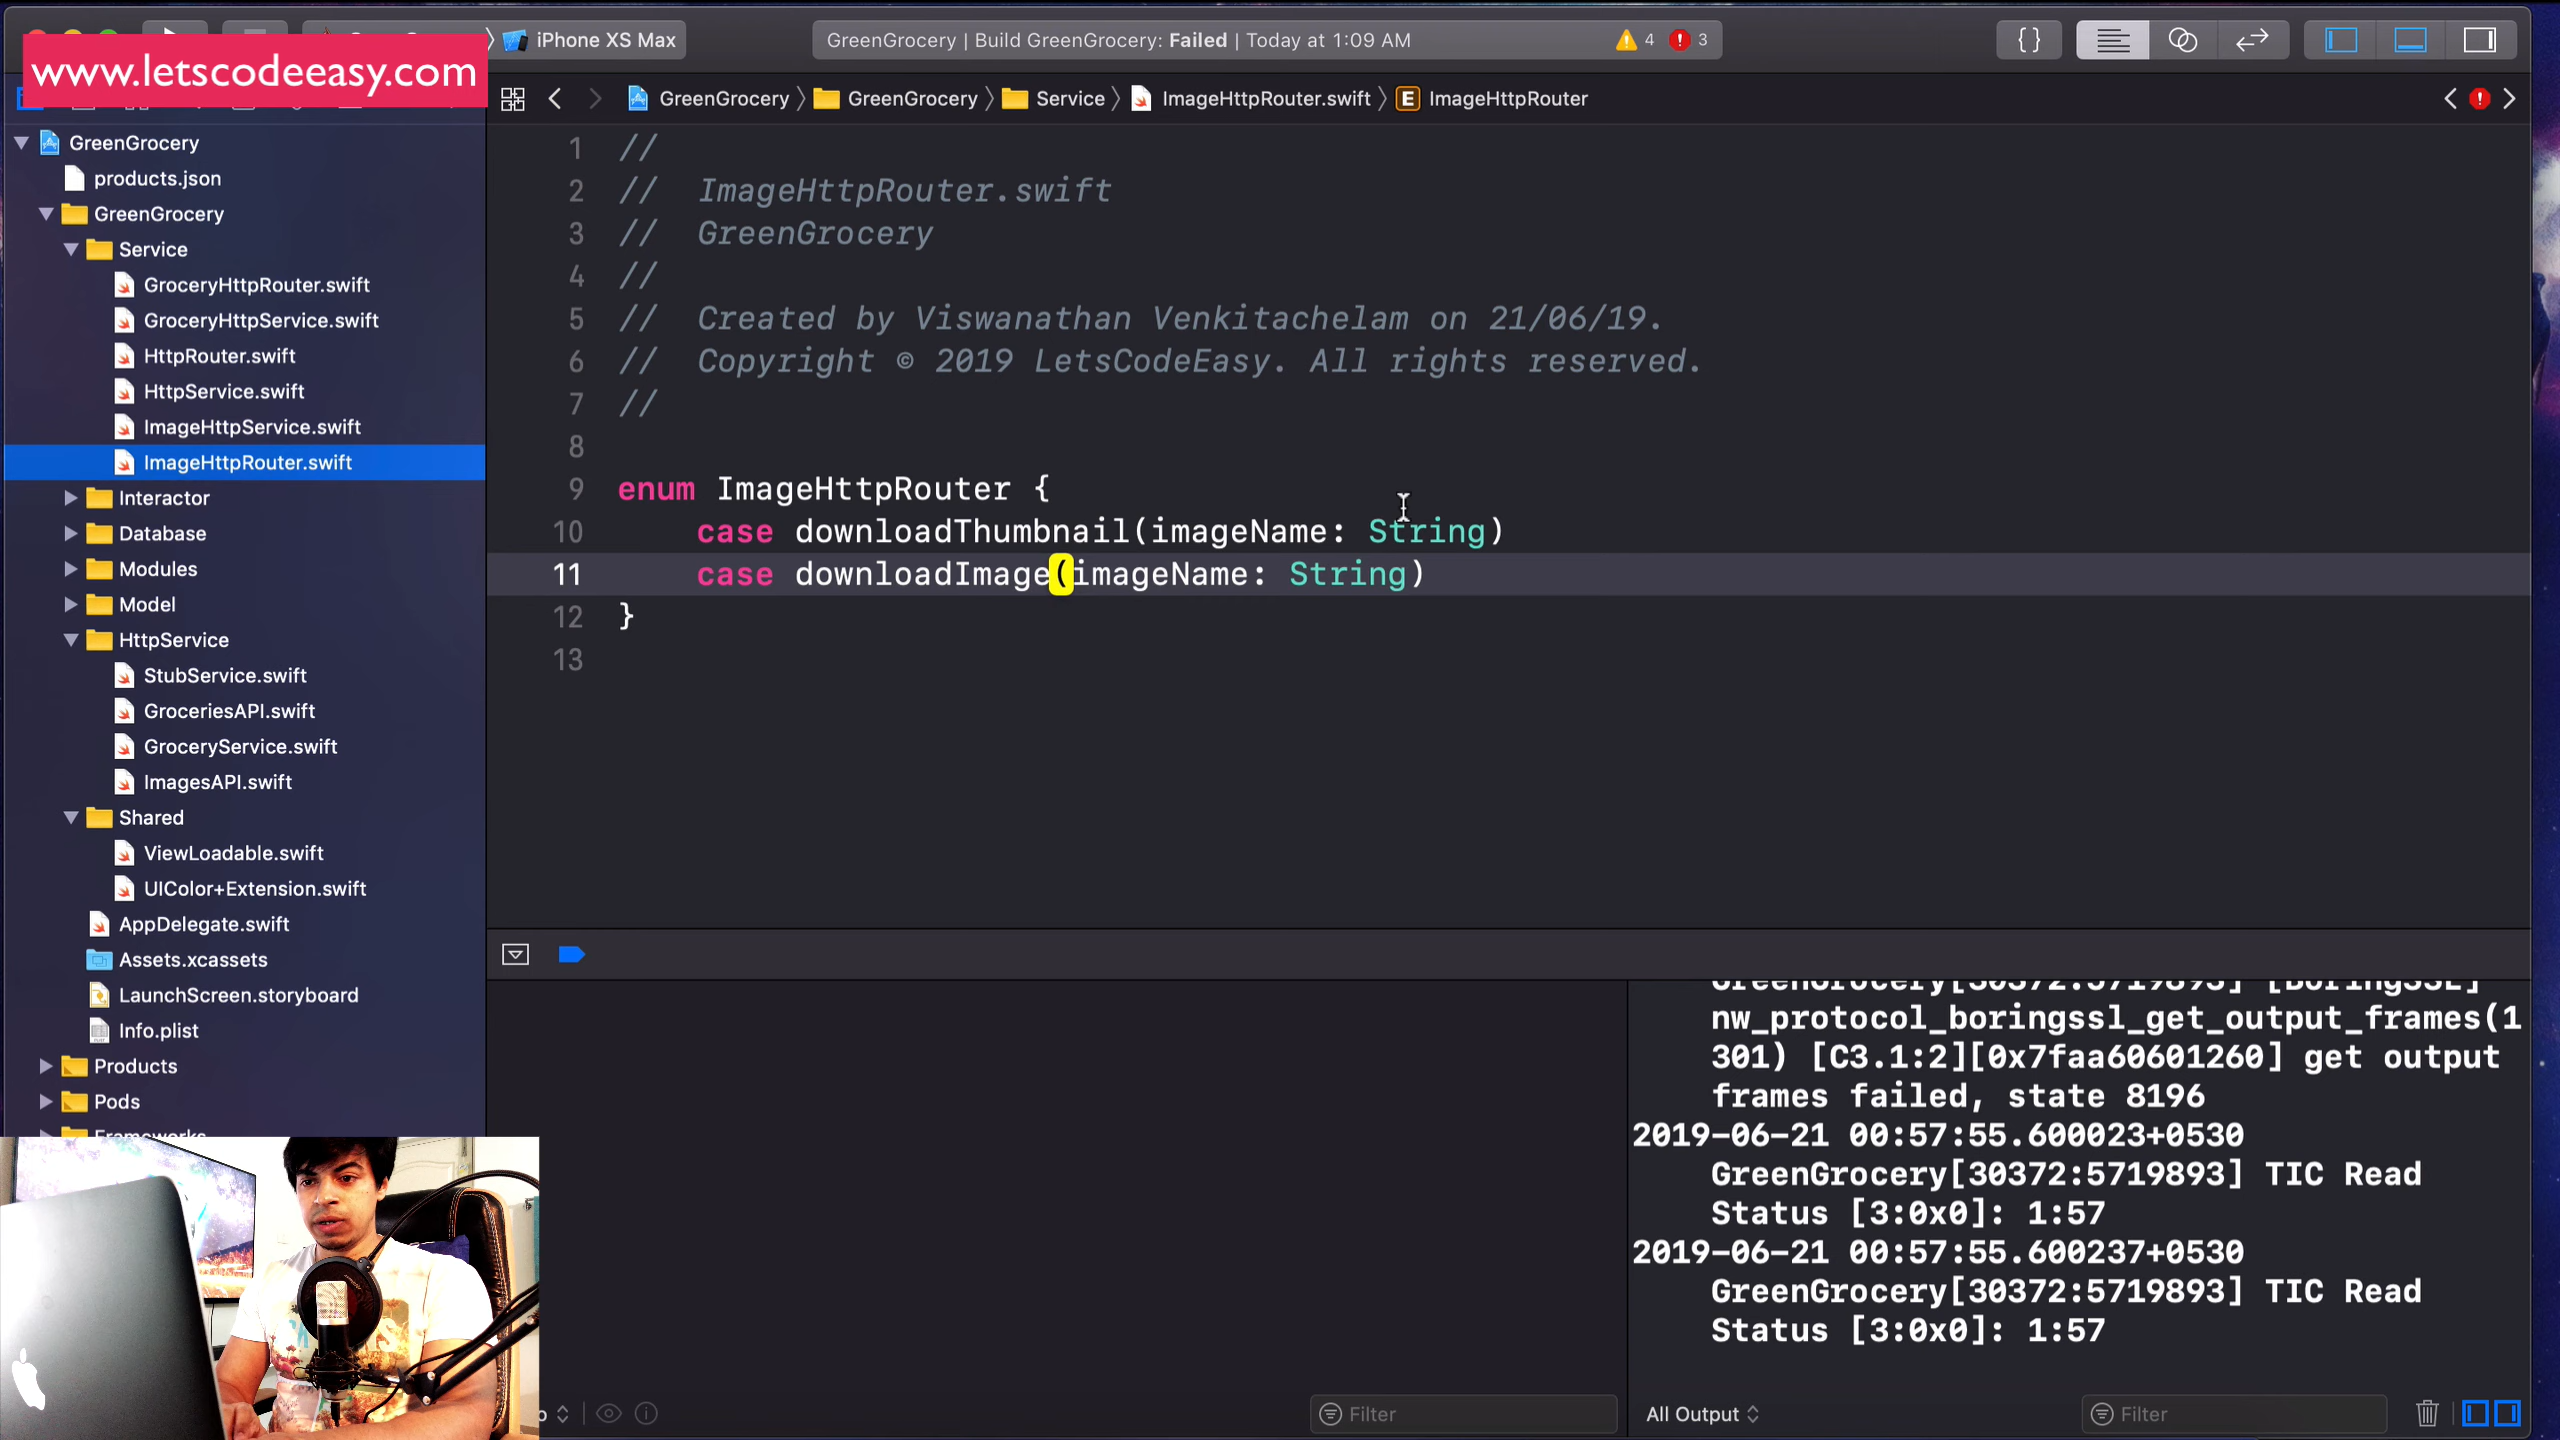 iPhone XS Max
GreenGrocery | Build GreenGrocery: Failed | Today at 1:09 AM
4
3
{}
www.letscodeeasy.com
GreenGrocery
GreenGrocery
Service
ImageHttpRouter.swift
E
ImageHttpRouter
GreenGrocery
products.json
GreenGrocery
Service
GroceryHttpRouter.swift
GroceryHttpService.swift
HttpRouter.swift
HttpService.swift
ImageHttpService.swift
ImageHttpRouter.swift
Interactor
Database
Modules
Model
HttpService
StubService.swift
GroceriesAPI.swift
GroceryService.swift
ImagesAPI.swift
Shared
ViewLoadable.swift
UIColor+Extension.swift
AppDelegate.swift
Assets.xcassets
LaunchScreen.storyboard
Info.plist
Products
Pods
Frameworks
1 //
2 // ImageHttpRouter.swift
3 // GreenGrocery
4 //
5 // Created by Viswanathan Venkitachelam on 21/06/19.
6 // Copyright © 2019 LetsCodeEasy. All rights reserved.
7 //
8
9 enum ImageHttpRouter {
10 case downloadThumbnail(imageName: String)
11 case downloadImage(imageName: String)
12 }
13
GreenGrocery[30372:5719893] [BoringSSL]
nw_protocol_boringssl_get_output_frames(1
301) [C3.1:2][0x7faa60601260] get output
frames failed, state 8196
2019-06-21 00:57:55.600023+0530
GreenGrocery[30372:5719893] TIC Read
Status [3:0x0]: 1:57
2019-06-21 00:57:55.600237+0530
GreenGrocery[30372:5719893] TIC Read
Status [3:0x0]: 1:57
Filter
All Output
Filter